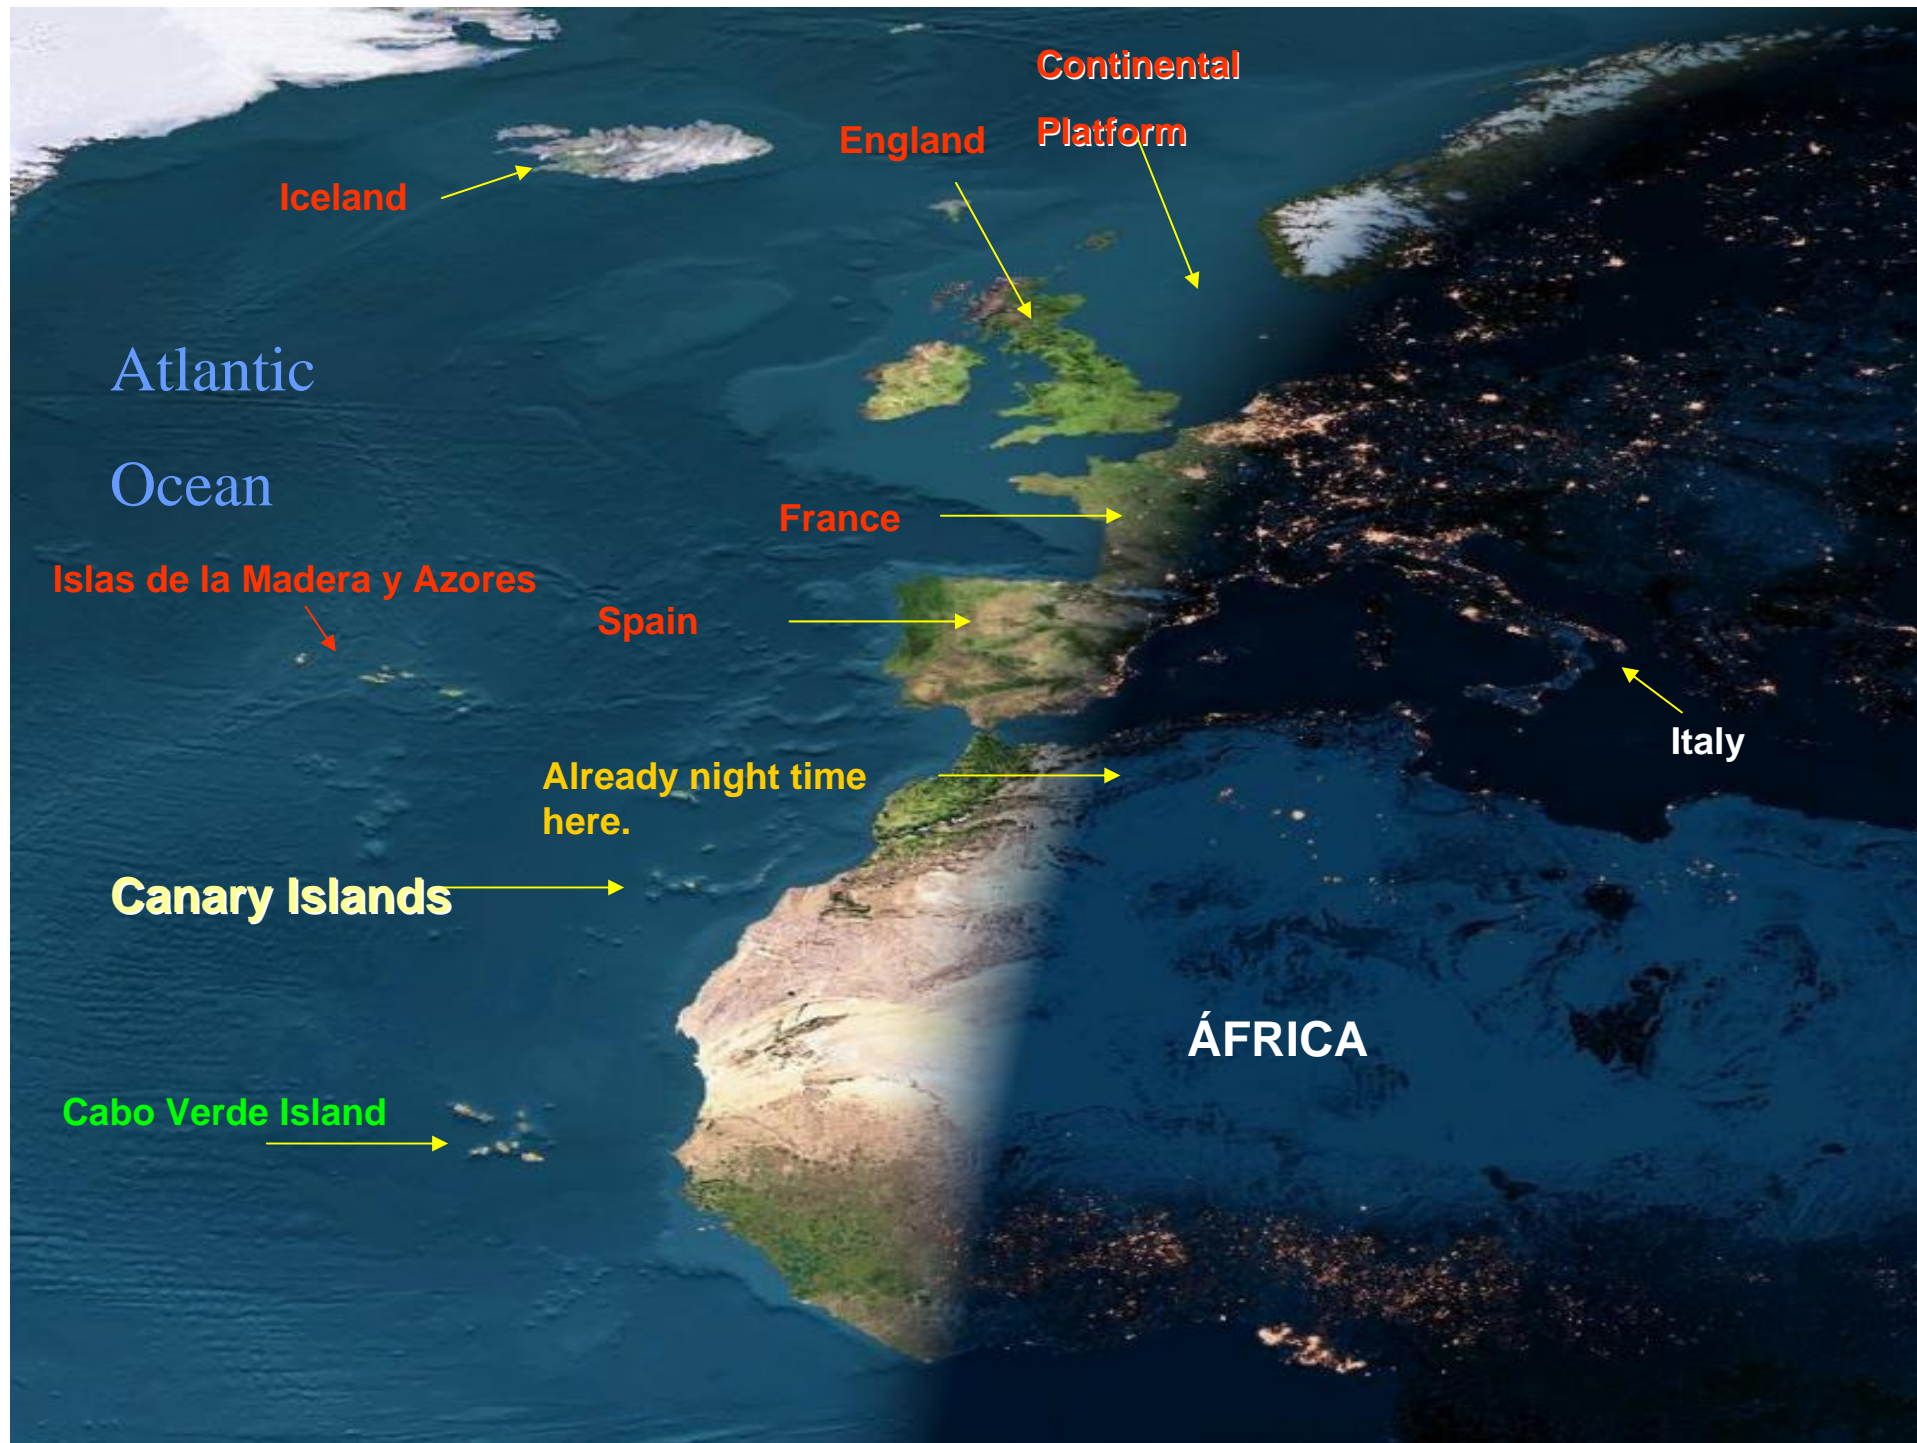 Continental
Platform
England
Iceland
Atlantic
Ocean
France
Islas de la Madera y Azores
Spain
Italy
Already night time
here.
Canary Islands
ÁFRICA
Cabo Verde Island